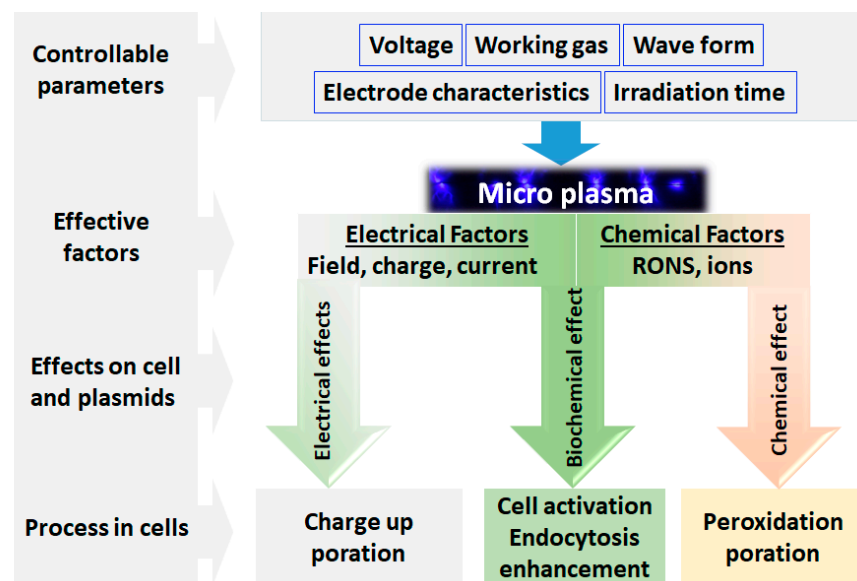 Controllable
parameters
Voltage Working gas Wave form
Electrode characteristics Irradiation time
Micro plasma
Effective
factors
Electrical Factors
Field, charge, current
Chemical Factors
RONS, ions
Effects on cell
and plasmids
Electrical effects
Biochemical effect
Chemical effect
Process in cells
Charge up
poration
Cell activation
Endocytosis
enhancement
Peroxidation
poration